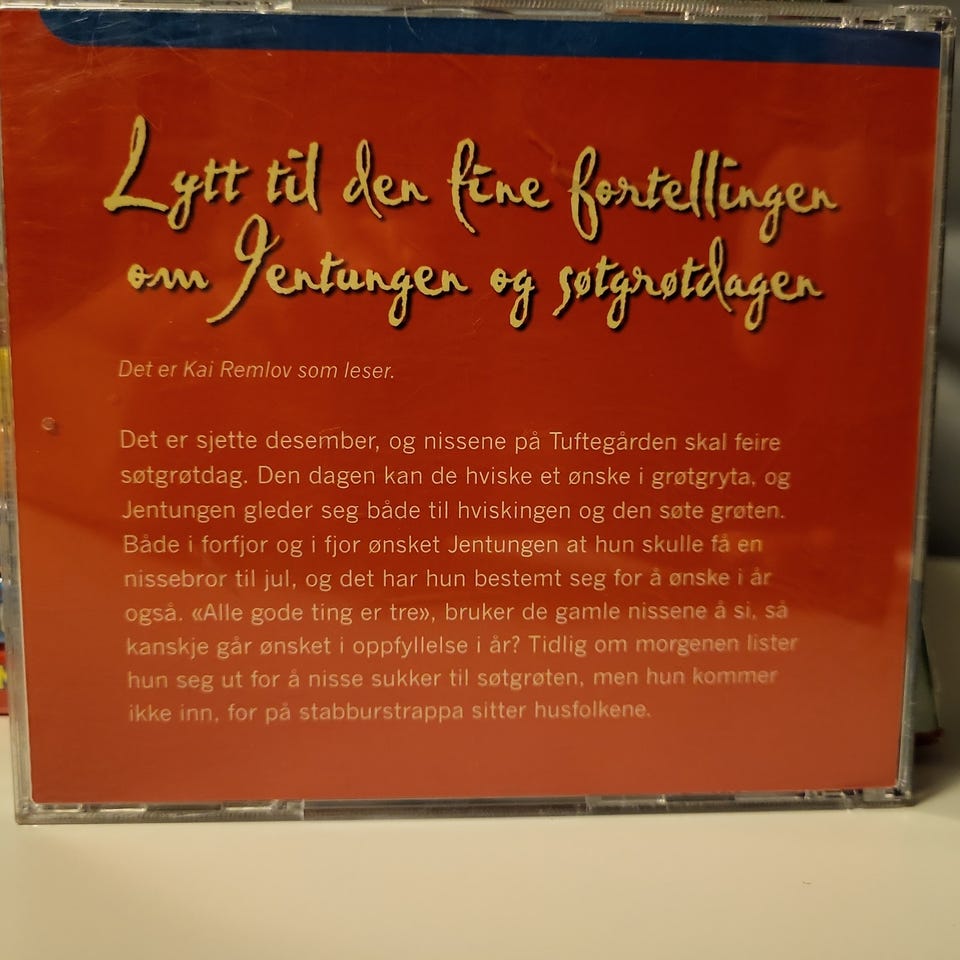 Lytt til den fine fortellingen
om Jentungen og søtgrøtdagen
Det er Kai Remlov som leser.
Det er sjette desember, og nissene på Tuftegården skal feire
søtgrøtdag. Den dagen kan de hviske et ønske i grøtgryta, og
Jentungen gleder seg både til hviskingen og den søte grøten.
Både i forfjor og i fjor ønsket Jentungen at hun skulle få en
nissebror til jul, og det har hun bestemt seg for å ønske i år
også. «Alle gode ting er tre», bruker de gamle nissene å si, så
kanskje går ønsket i oppfyllelse i år? Tidlig om morgenen lister
hun seg ut for å nisse sukker til søtgrøten, men hun kommer
ikke inn, for på stabburstrappa sitter husfolkene.